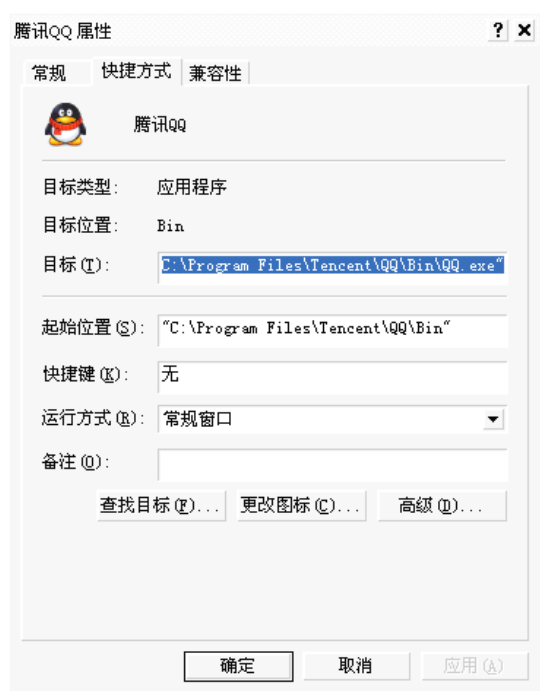 腾讯QQ 属性
常规 快捷方式 兼容性
腾讯QQ
目标类型: 应用程序
目标位置: Bin
目标(T): C:\Program Files\Tencent\QQ\Bin\QQ.exe"
起始位置(S): "C:\Program Files\Tencent\QQ\Bin"
快捷键(K): 无
运行方式(R): 常规窗口
备注(O):
查找目标(F)... 更改图标(C)... 高级(D)...
确定 取消 应用(A)